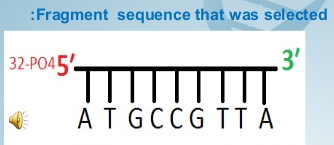 :Fragment sequence that was selected
32-PO4 5′ 3′
A T G C C G T T A